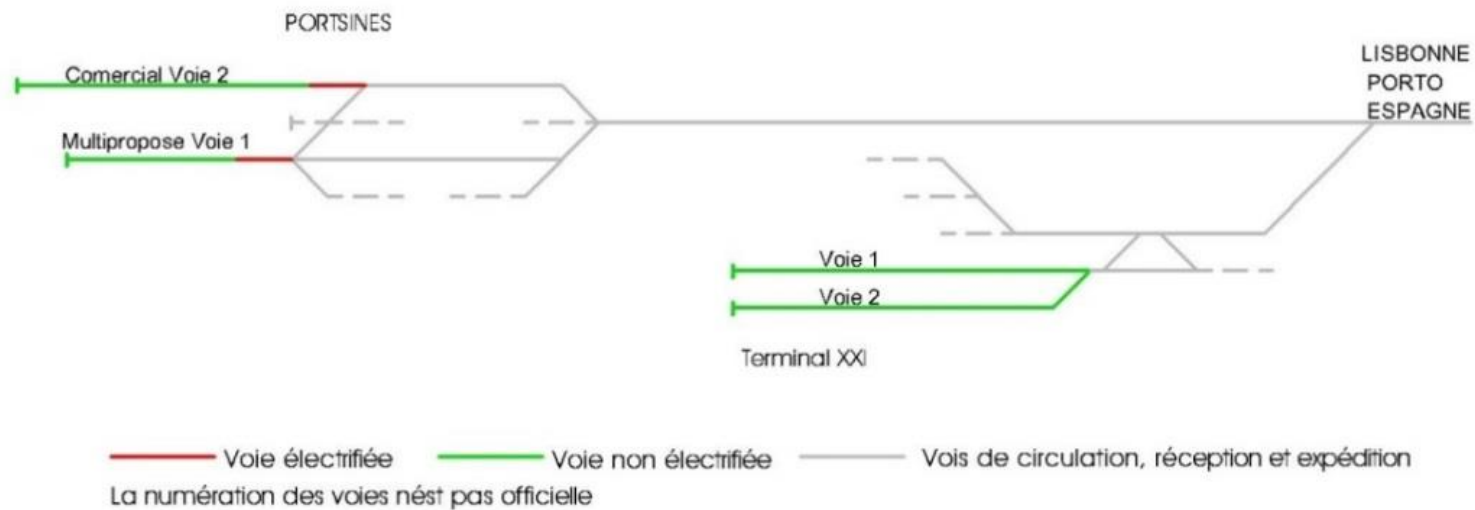 PORTSINES
Comercial Voie 2
Multipropose Voie 1
LISBONNE
PORTO
ESPAGNE
Voie 1
Voie 2
Terminal XXI
Voie électrifiée
Voie non électrifiée
Vois de circulation, réception et expédition
La numération des voies nést pas officielle